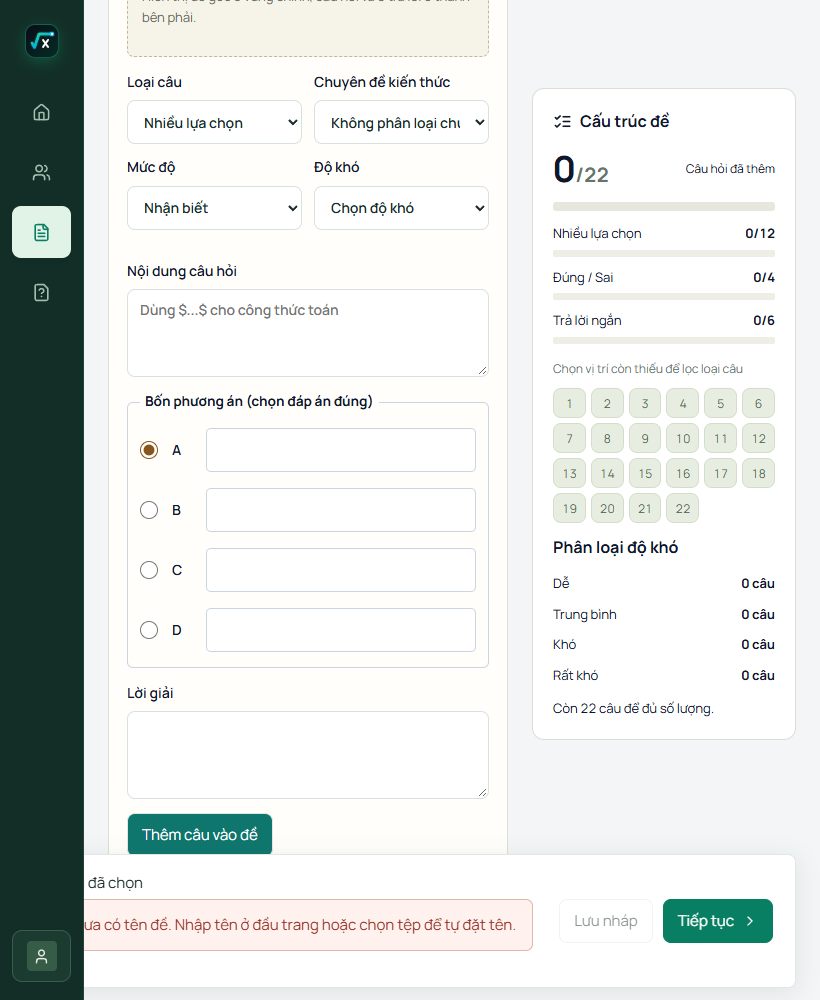 √x
bên phải.
Loại câu
Chuyên đề kiến thức
Nhiều lựa chọn
Không phân loại
Mức độ
Độ khó
Nhận biết
Chọn độ khó
Nội dung câu hỏi
Dùng $...$ cho công thức toán
Bốn phương án (chọn đáp án đúng)
A
B
C
D
Lời giải
Thêm câu vào đề
Cấu trúc đề
0/22
Câu hỏi đã thêm
Nhiều lựa chọn 0/12
Đúng / Sai 0/4
Trả lời ngắn 0/6
Chọn vị trí còn thiếu để lọc loại câu
1 2 3 4 5 6
7 8 9 10 11 12
13 14 15 16 17 18
19 20 21 22
Phân loại độ khó
Dễ 0 câu
Trung bình 0 câu
Khó 0 câu
Rất khó 0 câu
Còn 22 câu để đủ số lượng.
đã chọn
có tên đề. Nhập tên ở đầu trang hoặc chọn tệp để tự đặt tên.
Lưu nháp
Tiếp tục